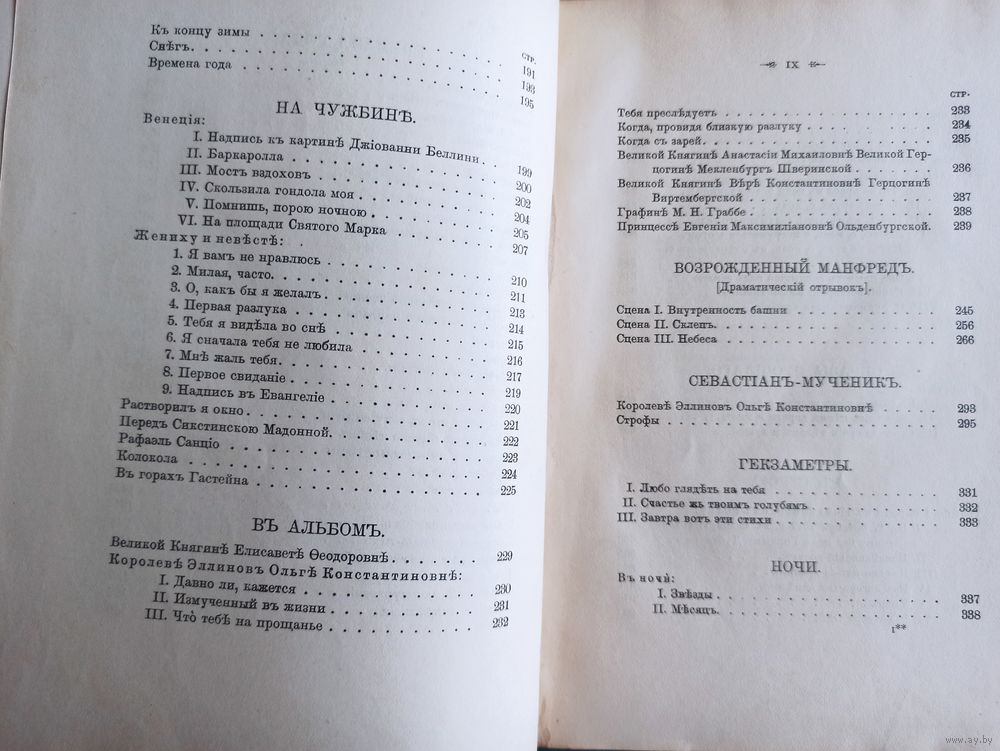 Къ концу зимы
СТР.
Снѣгъ. 191
Времена года 193
195
НА ЧУЖБИНѢ.
Венеція:
I. Надпись къ картинѣ Джіованни Беллини. 199
II. Баркаролла 200
III. Мостъ вздоховъ 202
IV. Скользила гондола моя 204
V. Помнишь, порою ночною 205
VI. На площади Святого Марка 207
Жениху и невѣстѣ:
1. Я вамъ не нравлюсь 210
2. Милая, часто. 211
3. О, какъ бы я желалъ 213
4. Первая разлука 214
5. Тебя я видѣла во снѣ 215
6. Я сначала тебя не любила 216
7. Мнѣ жаль тебя. 217
8. Первое свиданіе 219
9. Надпись въ Евангеліе 220
Растворилъ я окно 221
Передъ Сикстинскою Мадонной. 222
Рафаэль Санціо 223
Колокола 224
Въ горахъ Гастейна 225
ВЪ АЛЬБОМЪ.
Великой Княгинѣ Елисаветѣ Ѳеодоровнѣ 229
Королевѣ Эллиновъ Ольгѣ Константиновнѣ:
I. Давно ли, кажется 230
II. Измученный въ жизни 231
III. Что̀ тебѣ на прощанье 232
IX
СТР.
Тебя преслѣдуетъ 233
Когда, провидя близкую разлуку 234
Когда съ зарей. 235
Великой Княгинѣ Анастасіи Михаиловнѣ Великой Гер-
цогинѣ Мекленбургъ Шверинской 236
Великой Княгинѣ Вѣрѣ Константиновнѣ Герцогинѣ
Виртембергской 237
Графинѣ М. Н. Граббе 238
Принцессѣ Евгеніи Максимиліановнѣ Ольденбургской. 239
ВОЗРОЖДЕННЫЙ МАНФРЕДЪ.
[Драматическій отрывокъ].
Сцена I. Внутренность башни 245
Сцена II. Склепъ. 256
Сцена III. Небеса 266
СЕВАСТІАНЪ-МУЧЕНИКЪ.
Королевѣ Эллиновъ Ольгѣ Константиновнѣ 293
Строфы 295
ГЕКЗАМЕТРЫ.
I. Любо глядѣть на тебя 331
II. Счастье жь твоимъ голубямъ 332
III. Завтра вотъ эти стихи 333
НОЧИ.
Въ ночи:
I. Звѣзды 337
II. Мѣсяцъ. 338
I**
www.ay.by